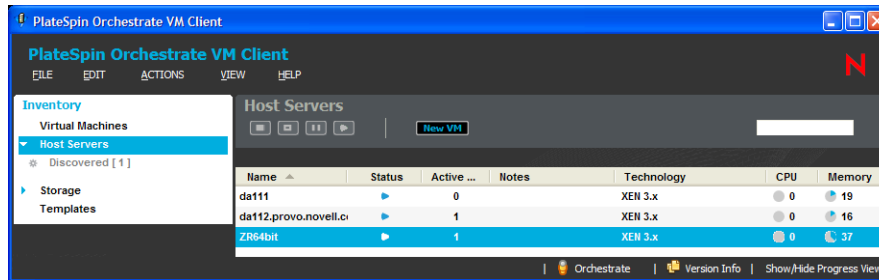 PlateSpin Orchestrate VM Client
PlateSpin Orchestrate VM Client
FILE EDIT ACTIONS VIEW HELP
N
Inventory
Virtual Machines
Host Servers
Discovered [ 1 ]
Storage
Templates
Host Servers
New VM
Name Status Active ... Notes Technology CPU Memory
da111 0 XEN 3.x 0 19
da112.provo.novell.co 1 XEN 3.x 0 16
ZR64bit 1 XEN 3.x 0 37
| Orchestrate | Version Info | Show/Hide Progress View